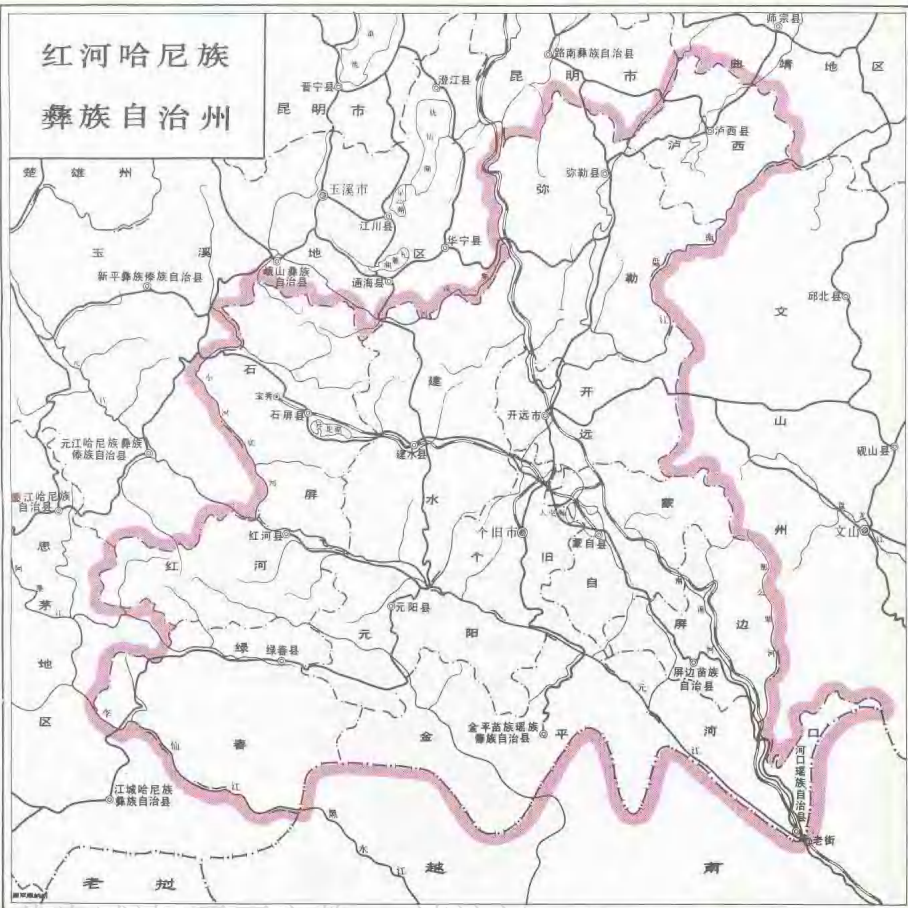 红河哈尼族
彝族自治州
师宗县
路南彝族自治县
曲靖地区
昆明市
晋宁县
澄江县
昆明市
泸西县
泸西
楚雄州
弥勒县
弥勒
玉溪市
江川县
华宁县
玉溪地区
峨山彝族
自治县
通海县
新平彝族傣族自治县
邱北县
文山州
石屏
建水
宝秀
石屏县
开远市
开远
建水县
元江哈尼族彝族
傣族自治县
砚山县
江哈尼族
自治县
红河县
个旧市
个旧
蒙自县
蒙自
文山
红河
思茅地区
元阳县
元阳
屏边
绿春县
绿春
屏边苗族
自治县
金平苗族瑶族
彝族自治县
金平
元江
河口
河口瑶族自治县
江城哈尼族
彝族自治县
黑水江
老街
越南
老挝